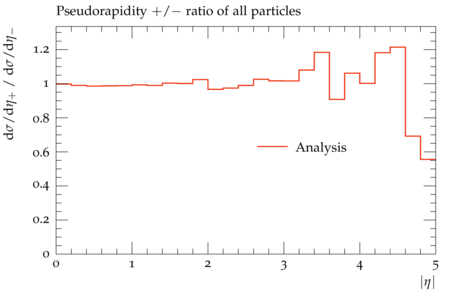 Pseudorapidity +/− ratio of all particles
dσ/dη₊ / dσ/dη₋
1.2
1
0.8
0.6
0.4
0.2
0
Analysis
0 1 2 3 4 5
|η|